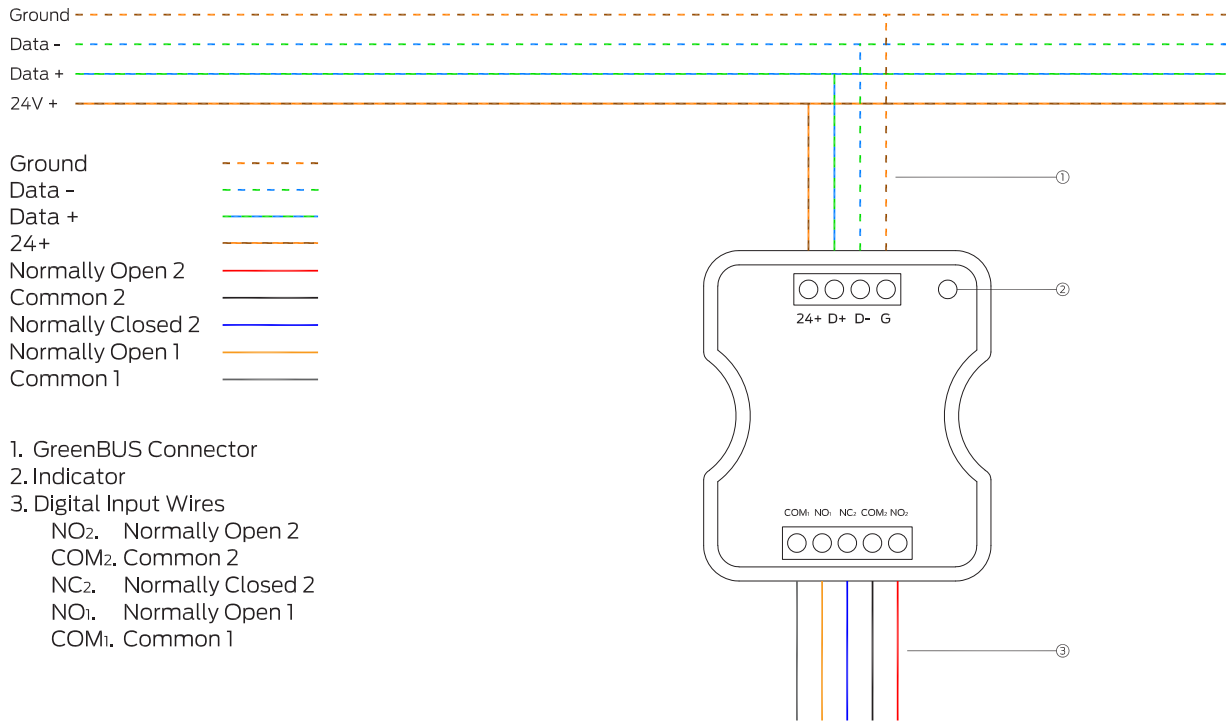 Ground
Data -
Data +
24V +
Ground
Data -
Data +
24+
Normally Open 2
Common 2
Normally Closed 2
Normally Open 1
Common 1
①
②
24+ D+ D- G
1. GreenBUS Connector
2. Indicator
3. Digital Input Wires
NO₂. Normally Open 2
COM₂. Common 2
NC₂. Normally Closed 2
NO₁. Normally Open 1
COM₁. Common 1
COM₁ NO₁ NC₂ COM₂ NO₂
③